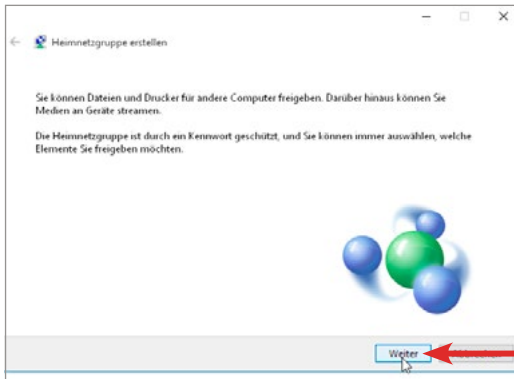 Heimnetzgruppe erstellen
Sie können Dateien und Drucker für andere Computer freigeben. Darüber hinaus können Sie
Medien an Geräte streamen.
Die Heimnetzgruppe ist durch ein Kennwort geschützt, und Sie können immer auswählen, welche
Elemente Sie freigeben möchten.
Weiter